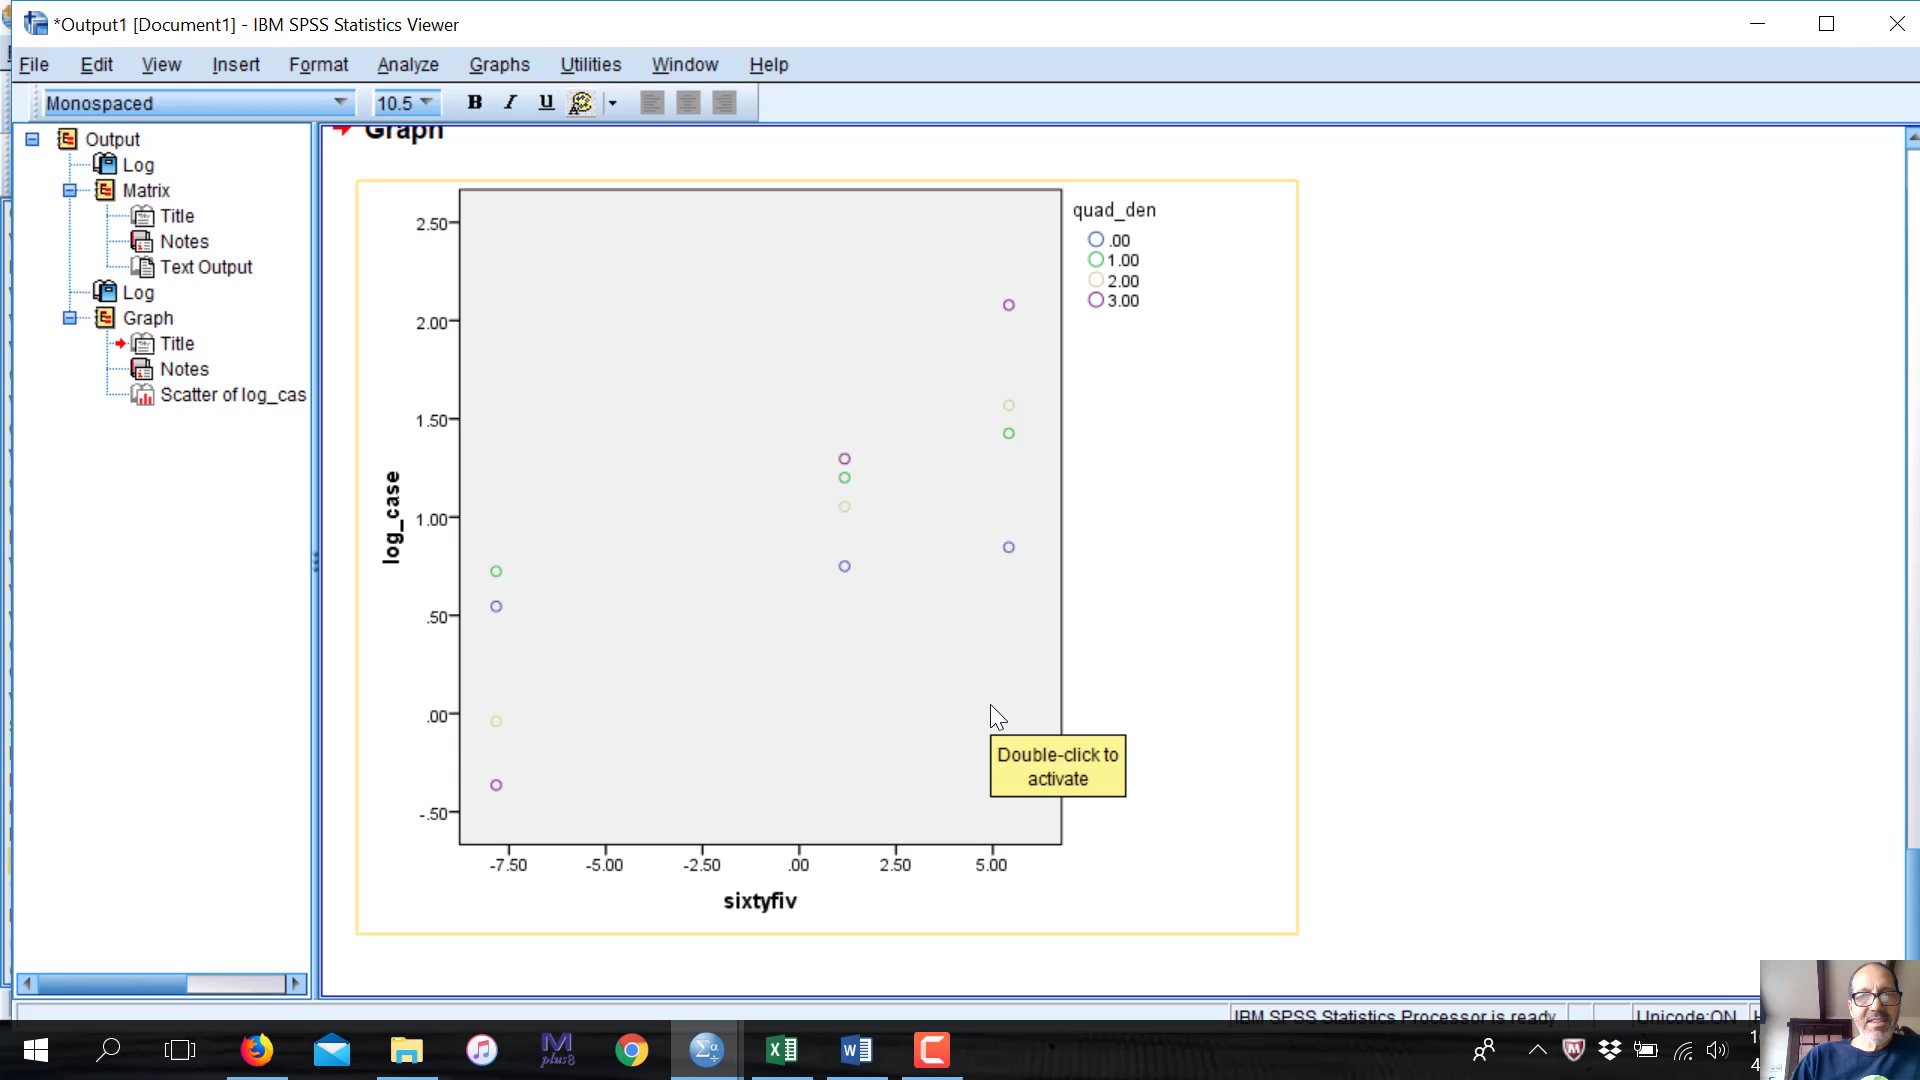 *Output1 [Document1] - IBM SPSS Statistics Viewer
File Edit View Insert Format Analyze Graphs Utilities Window Help
Monospaced 10.5 B I U
Output
Log
Matrix
Title
Notes
Text Output
Log
Graph
Title
Notes
Scatter of log_cas
Graph
2.50
2.00
1.50
1.00
.50
.00
-.50
log_case
-7.50 -5.00 -2.50 .00 2.50 5.00
sixtyfiv
quad_den
.00
1.00
2.00
3.00
Double-click to
activate
IBM SPSS Statistics Processor is ready Unicode:ON
M
plus8